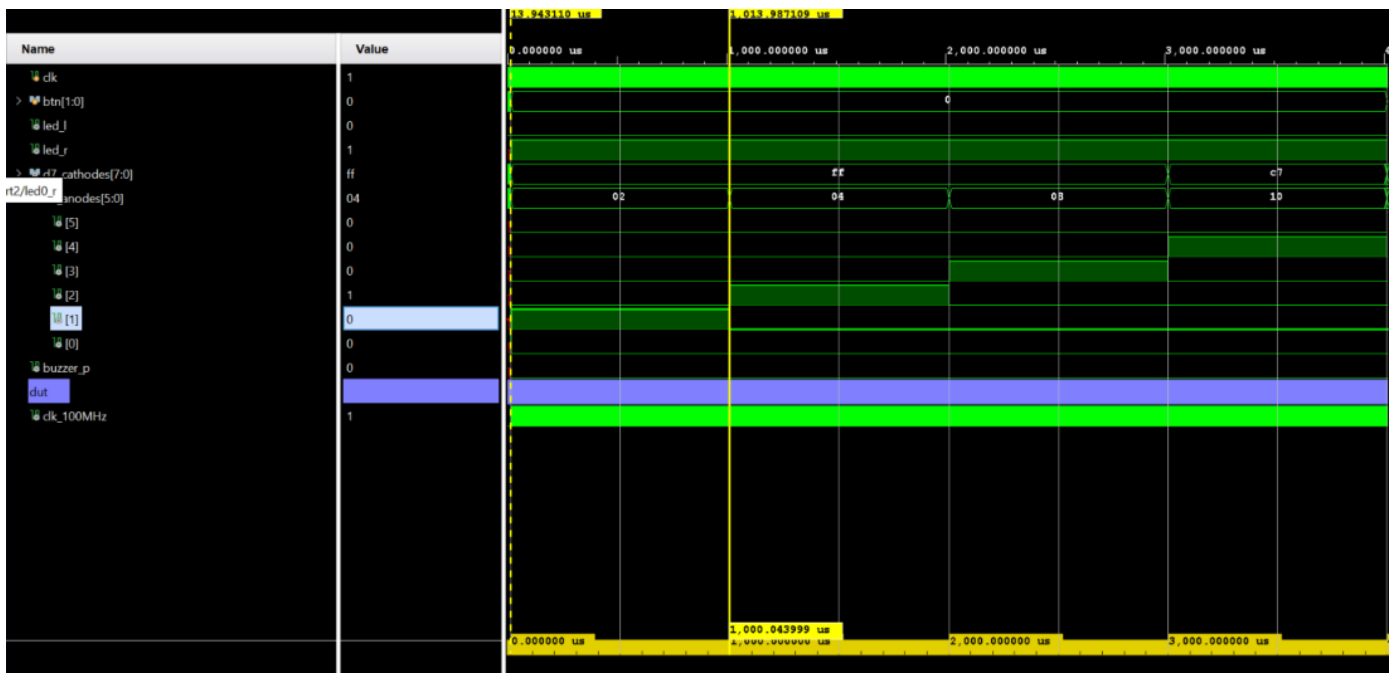 13.943110 us 1,013.987109 us
Name Value 0.000000 us 1,000.000000 us 2,000.000000 us 3,000.000000 us
clk 1
btn[1:0] 0 0
led_l 0
led_r 1
d7_cathodes[7:0] ff ff c7
rt2/led0_r anodes[5:0] 04 02 04 08 10
[5] 0
[4] 0
[3] 0
[2] 1
[1] 0
[0] 0
buzzer_p 0
dut
clk_100MHz 1
1,000.043999 us
0.000000 us 1,000.000000 us 2,000.000000 us 3,000.000000 us